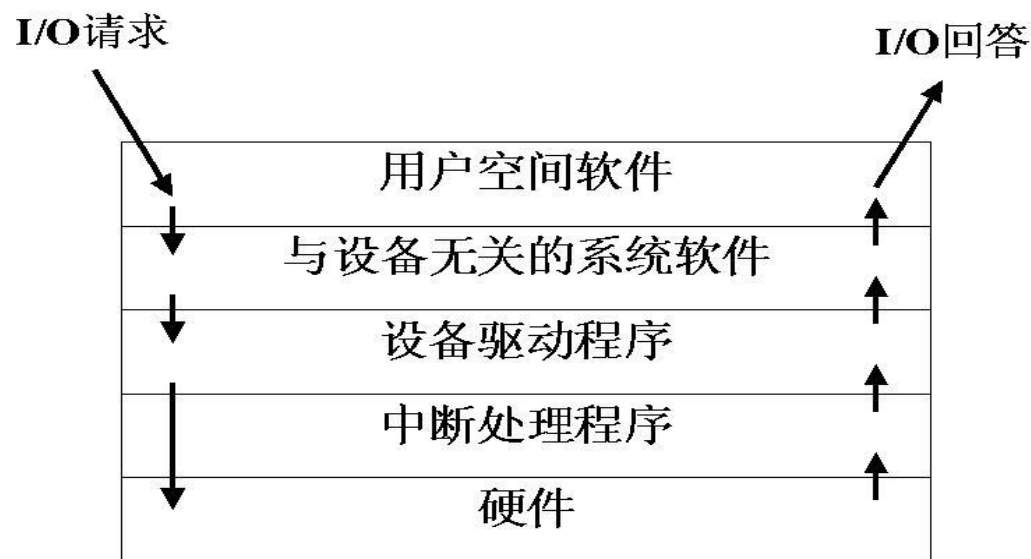 I/O请求
I/O回答
用户空间软件
与设备无关的系统软件
设备驱动程序
中断处理程序
硬件